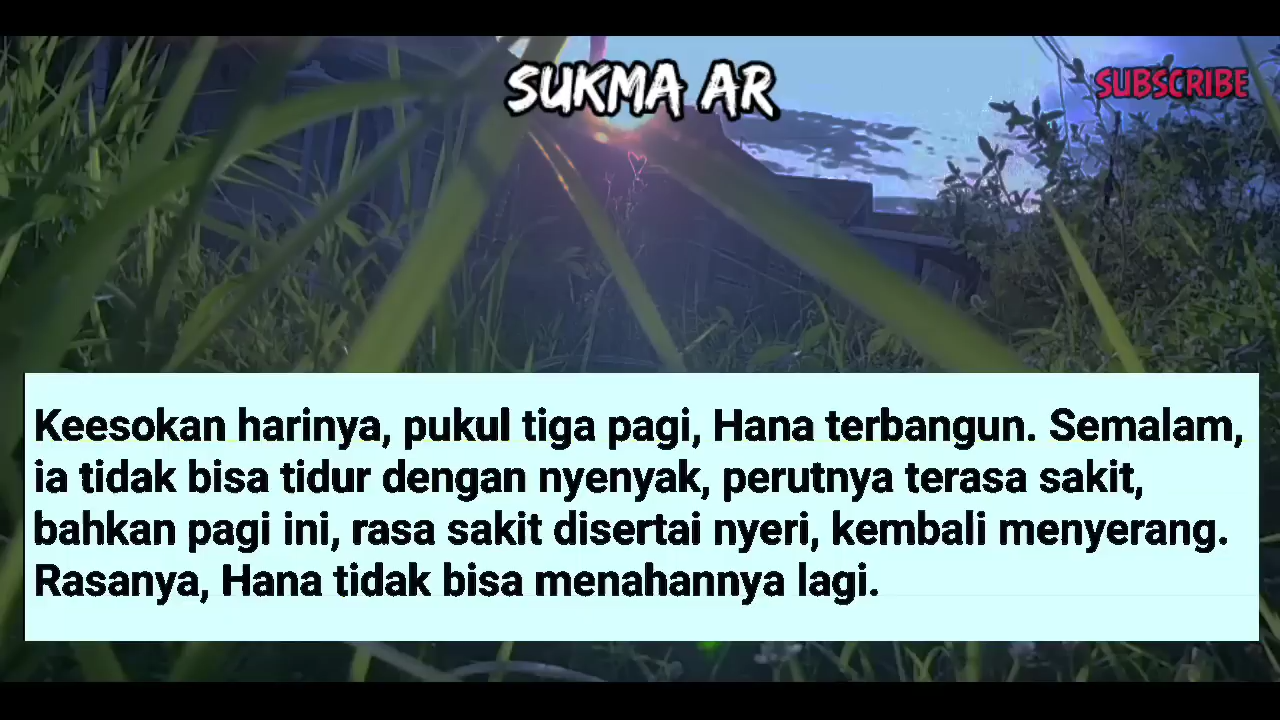 SUKMA AR
SUBSCRIBE
Keesokan harinya, pukul tiga pagi, Hana terbangun. Semalam,
ia tidak bisa tidur dengan nyenyak, perutnya terasa sakit,
bahkan pagi ini, rasa sakit disertai nyeri, kembali menyerang.
Rasanya, Hana tidak bisa menahannya lagi.